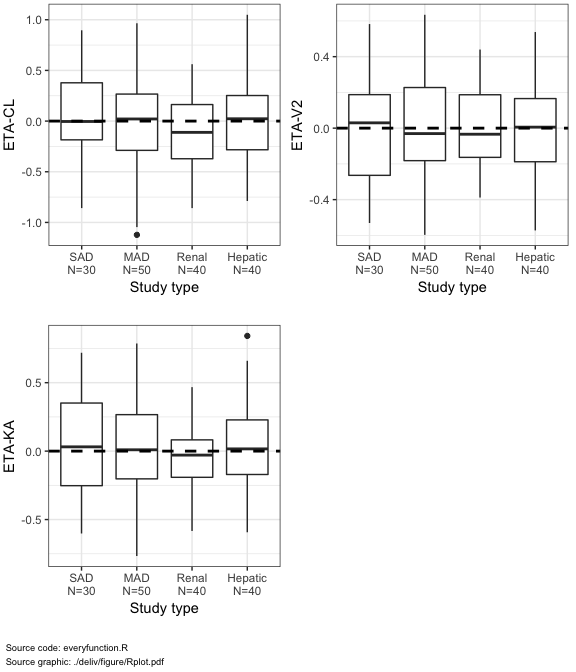 ETA-CL
1.0
0.5
0.0
-0.5
-1.0
SAD MAD Renal Hepatic
N=30 N=50 N=40 N=40
Study type
ETA-V2
0.4
0.0
-0.4
SAD MAD Renal Hepatic
N=30 N=50 N=40 N=40
Study type
ETA-KA
0.5
0.0
-0.5
SAD MAD Renal Hepatic
N=30 N=50 N=40 N=40
Study type
Source code: everyfunction.R
Source graphic: ./deliv/figure/Rplot.pdf